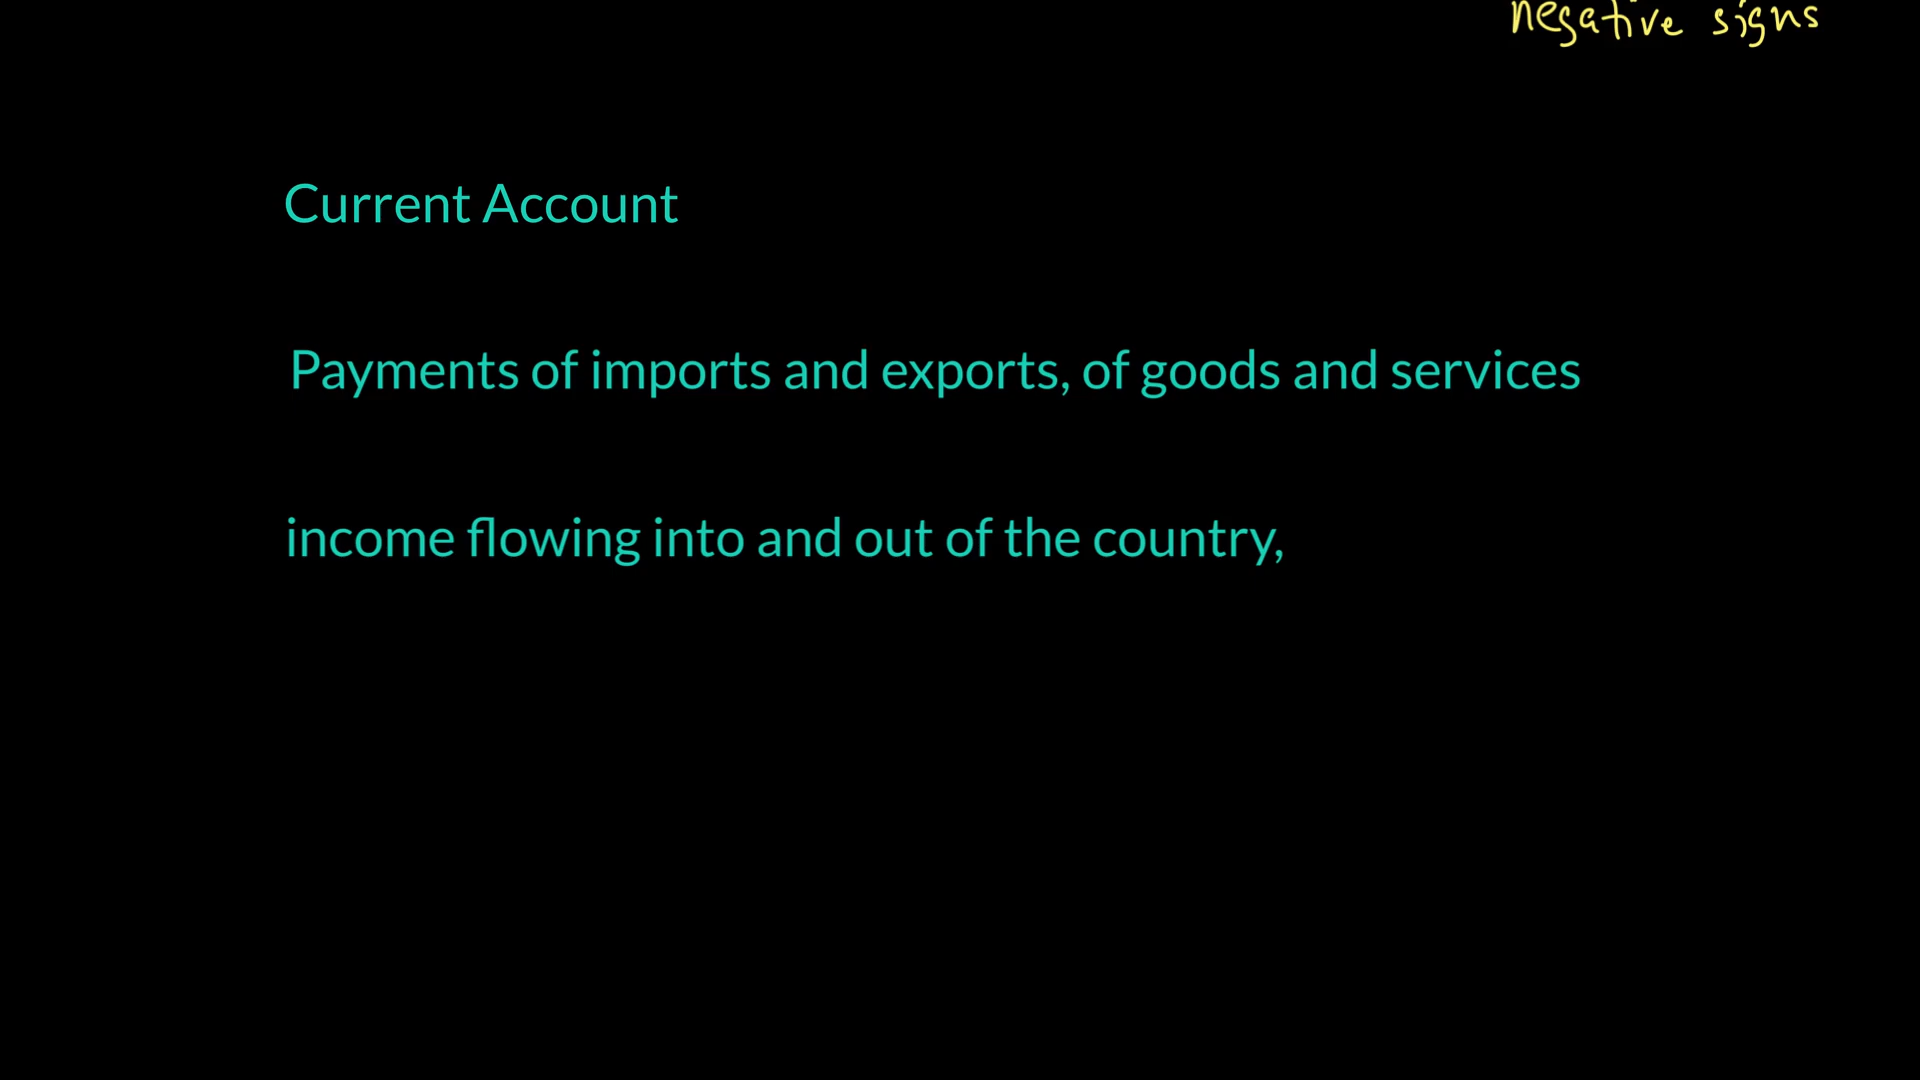 negative signs
Current Account
Payments of imports and exports, of goods and services
income flowing into and out of the country,